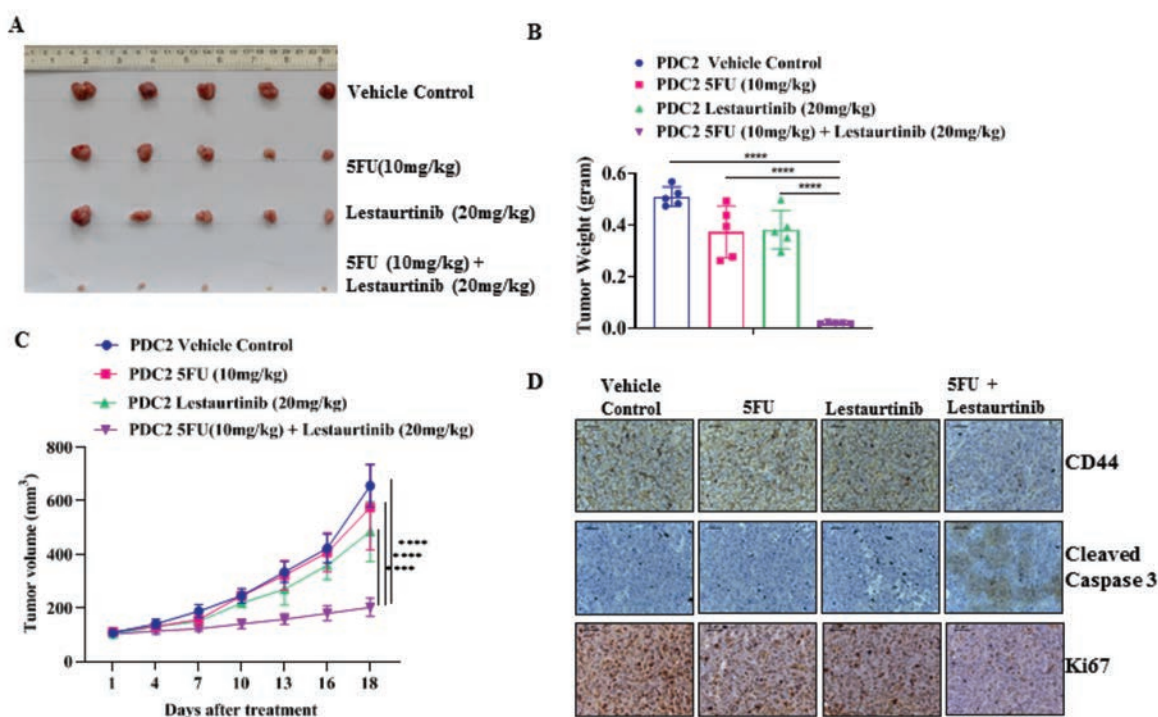 A
Vehicle Control
5FU(10mg/kg)
Lestaurtinib (20mg/kg)
5FU (10mg/kg) +
Lestaurtinib (20mg/kg)
B
PDC2 Vehicle Control
PDC2 5FU (10mg/kg)
PDC2 Lestaurtinib (20mg/kg)
PDC2 5FU (10mg/kg) + Lestaurtinib (20mg/kg)
****
****
****
Tumor Weight (gram)
0.6
0.4
0.2
0.0
C
PDC2 Vehicle Control
PDC2 5FU (10mg/kg)
PDC2 Lestaurtinib (20mg/kg)
PDC2 5FU(10mg/kg) + Lestaurtinib (20mg/kg)
Tumor volume (mm³)
800
600
400
200
0
****
****
****
1 4 7 10 13 16 18
Days after treatment
D
Vehicle
Control
5FU
Lestaurtinib
5FU +
Lestaurtinib
CD44
Cleaved
Caspase 3
Ki67